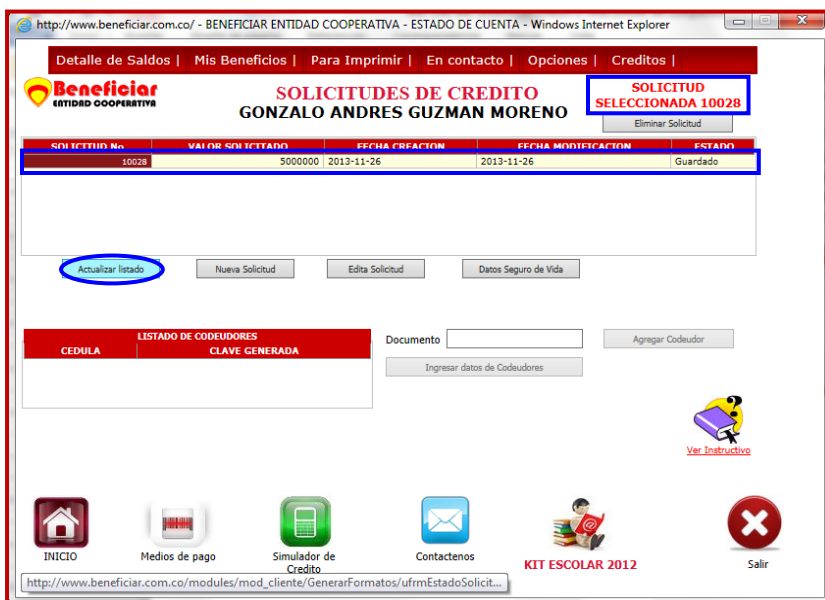 http://www.beneficiar.com.co/ - BENEFICIAR ENTIDAD COOPERATIVA - ESTADO DE CUENTA - Windows Internet Explorer
Detalle de Saldos | Mis Beneficios | Para Imprimir | En contacto | Opciones | Creditos |
Beneficiar
ENTIDAD COOPERATIVA
SOLICITUDES DE CREDITO
GONZALO ANDRES GUZMAN MORENO
SOLICITUD
SELECCIONADA 10028
Eliminar Solicitud
SOLICITUD No. VALOR SOLICITADO FECHA CREACION FECHA MODIFICACION ESTADO
10028 5000000 2013-11-26 2013-11-26 Guardado
Actualizar listado Nueva Solicitud Edita Solicitud Datos Seguro de Vida
LISTADO DE CODEUDORES
CEDULA CLAVE GENERADA
Documento Agregar Codeudor
Ingresar datos de Codeudores
Ver Instructivo
INICIO Medios de pago Simulador de Credito Contactenos KIT ESCOLAR 2012 Salir
http://www.beneficiar.com.co/modules/mod_cliente/GenerarFormatos/ufrmEstadoSolicit...